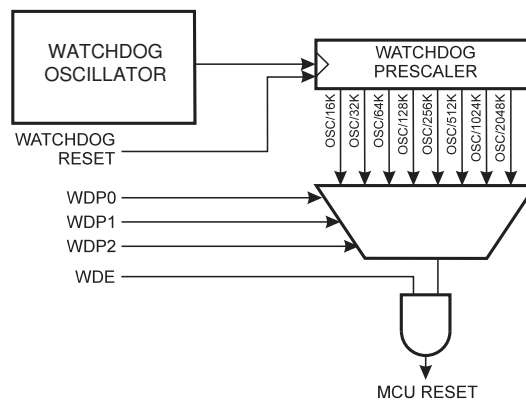 WATCHDOG
OSCILLATOR
WATCHDOG
PRESCALER
WATCHDOG
RESET
OSC/16K
OSC/32K
OSC/64K
OSC/128K
OSC/256K
OSC/512K
OSC/1024K
OSC/2048K
WDP0
WDP1
WDP2
WDE
MCU RESET